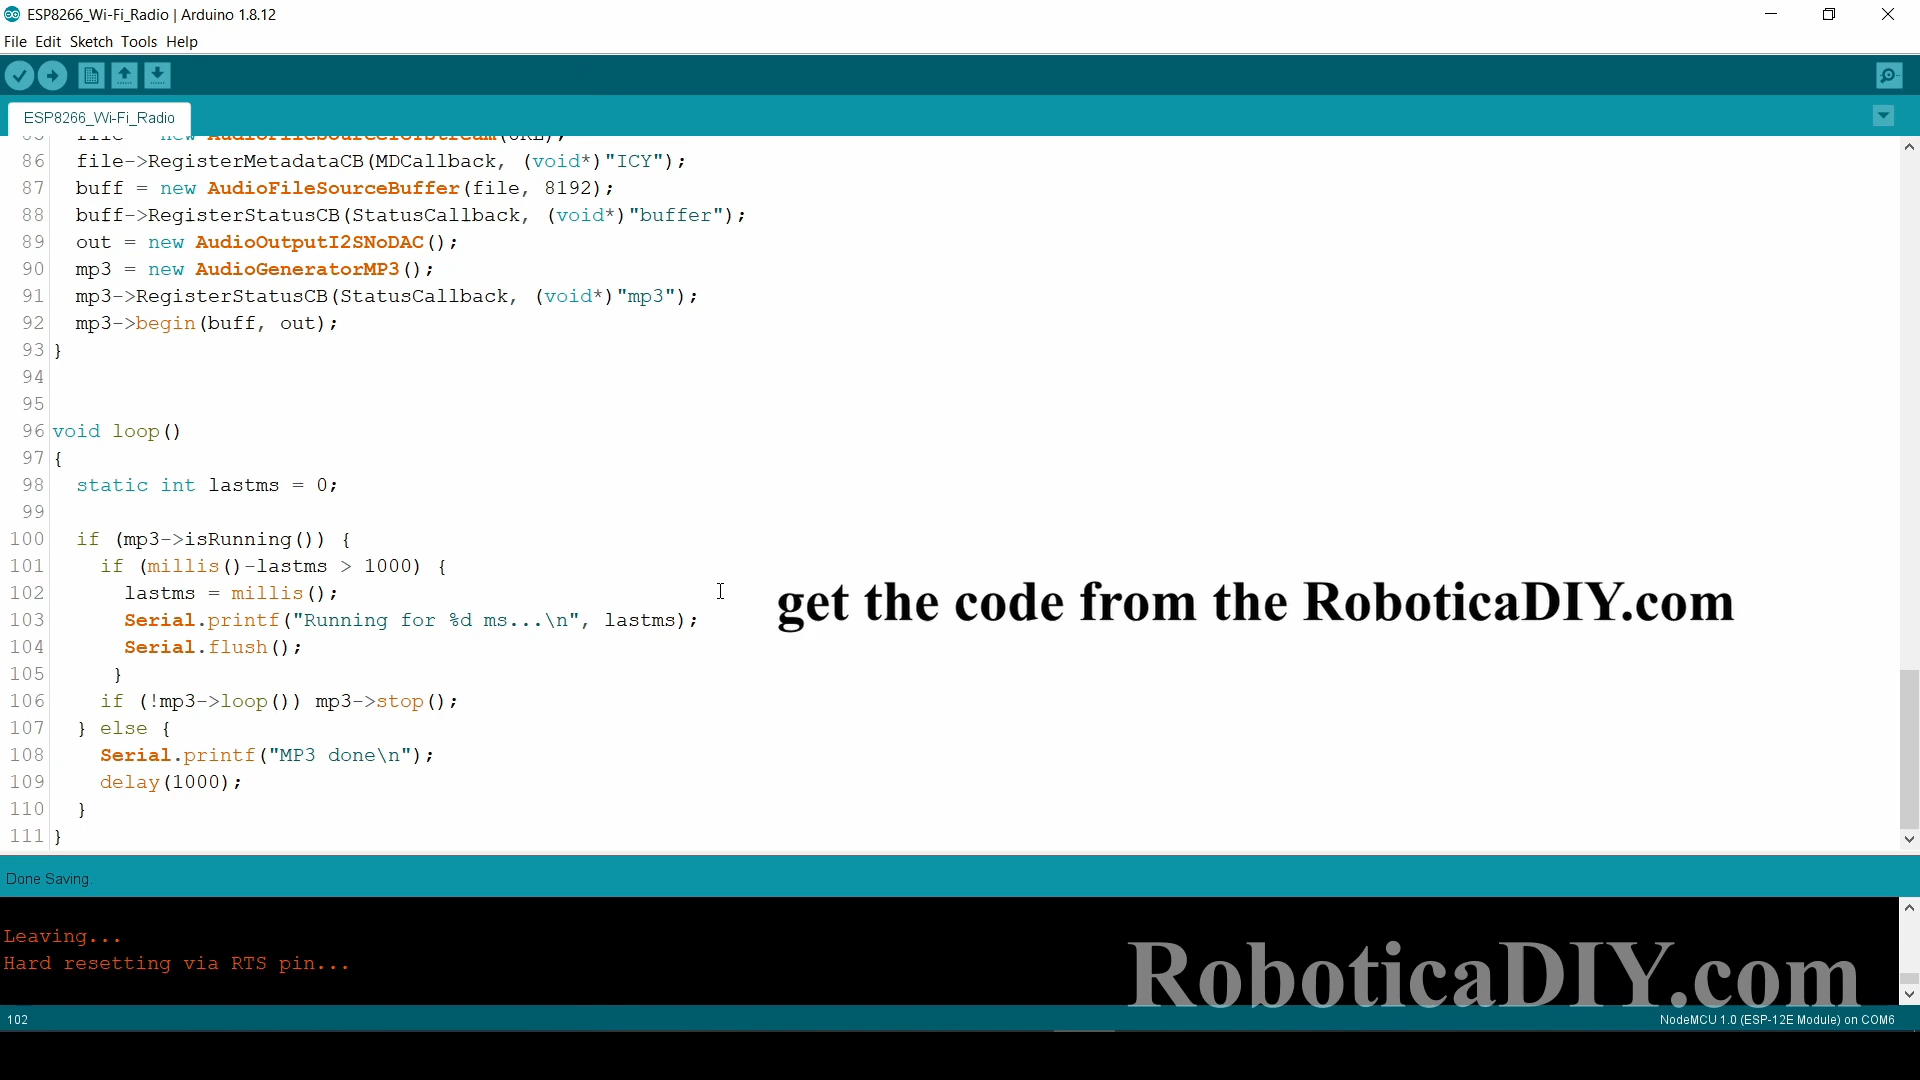 ESP8266_Wi-Fi_Radio | Arduino 1.8.12
File Edit Sketch Tools Help
ESP8266_Wi-Fi_Radio
86 file->RegisterMetadataCB(MDCallback, (void*)"ICY");
87 buff = new AudioFileSourceBuffer(file, 8192);
88 buff->RegisterStatusCB(StatusCallback, (void*)"buffer");
89 out = new AudioOutputI2SNoDAC();
90 mp3 = new AudioGeneratorMP3();
91 mp3->RegisterStatusCB(StatusCallback, (void*)"mp3");
92 mp3->begin(buff, out);
93 }
94
95
96 void loop()
97 {
98 static int lastms = 0;
99
100 if (mp3->isRunning()) {
101 if (millis()-lastms > 1000) {
102 lastms = millis();
103 Serial.printf("Running for %d ms...\n", lastms);
104 Serial.flush();
105 }
106 if (!mp3->loop()) mp3->stop();
107 } else {
108 Serial.printf("MP3 done\n");
109 delay(1000);
110 }
111 }
get the code from the RoboticaDIY.com
Done Saving.
Leaving...
Hard resetting via RTS pin...
RoboticaDIY.com
102
NodeMCU 1.0 (ESP-12E Module) on COM6